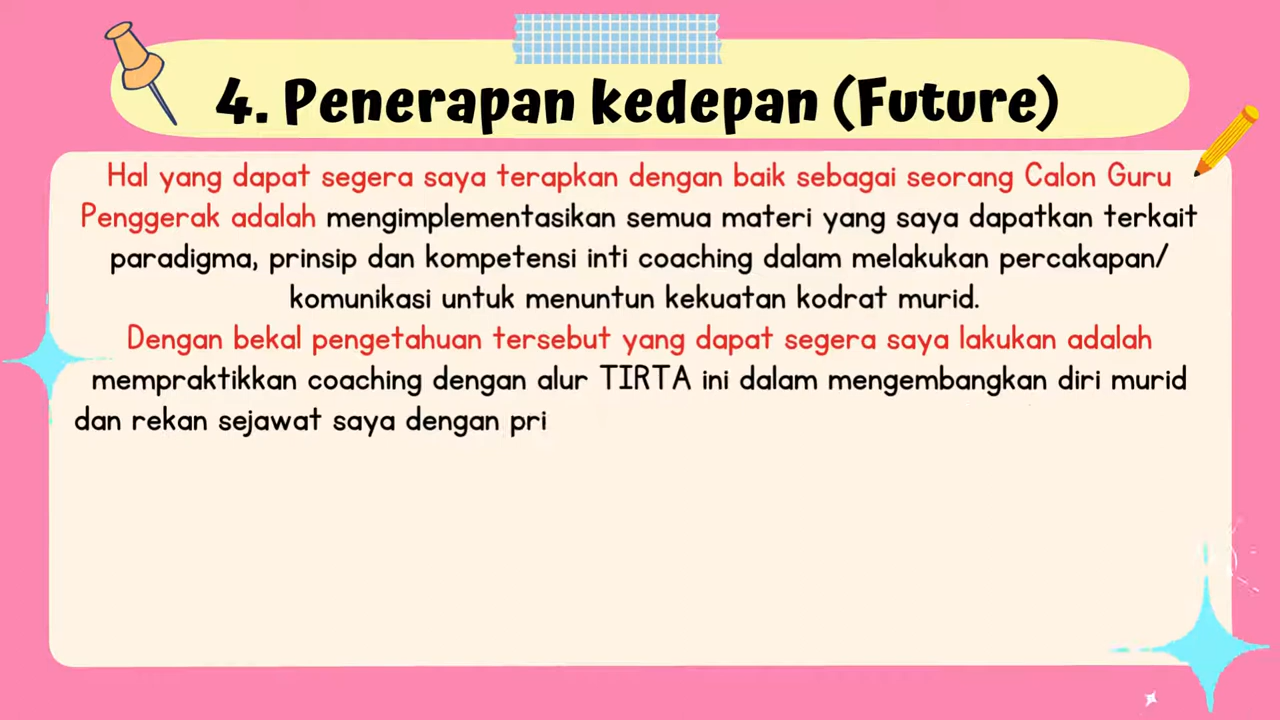 4. Penerapan kedepan (Future)
Hal yang dapat segera saya terapkan dengan baik sebagai seorang Calon Guru
Penggerak adalah mengimplementasikan semua materi yang saya dapatkan terkait
paradigma, prinsip dan kompetensi inti coaching dalam melakukan percakapan/
komunikasi untuk menuntun kekuatan kodrat murid.
Dengan bekal pengetahuan tersebut yang dapat segera saya lakukan adalah
mempraktikkan coaching dengan alur TIRTA ini dalam mengembangkan diri murid
dan rekan sejawat saya dengan pri